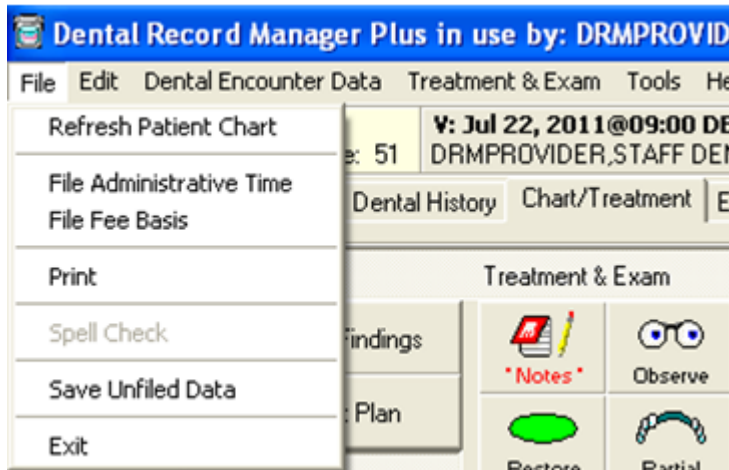 Dental Record Manager Plus in use by: DRMPROVID
File Edit Dental Encounter Data Treatment & Exam Tools He
Refresh Patient Chart
File Administrative Time
File Fee Basis
Print
Spell Check
Save Unfiled Data
Exit
e: 51
V: Jul 22, 2011@09:00 DE
DRMPROVIDER,STAFF DEN
Dental History Chart/Treatment E
Treatment & Exam
indings
Plan
*Notes*
Observe
Restore
Partial